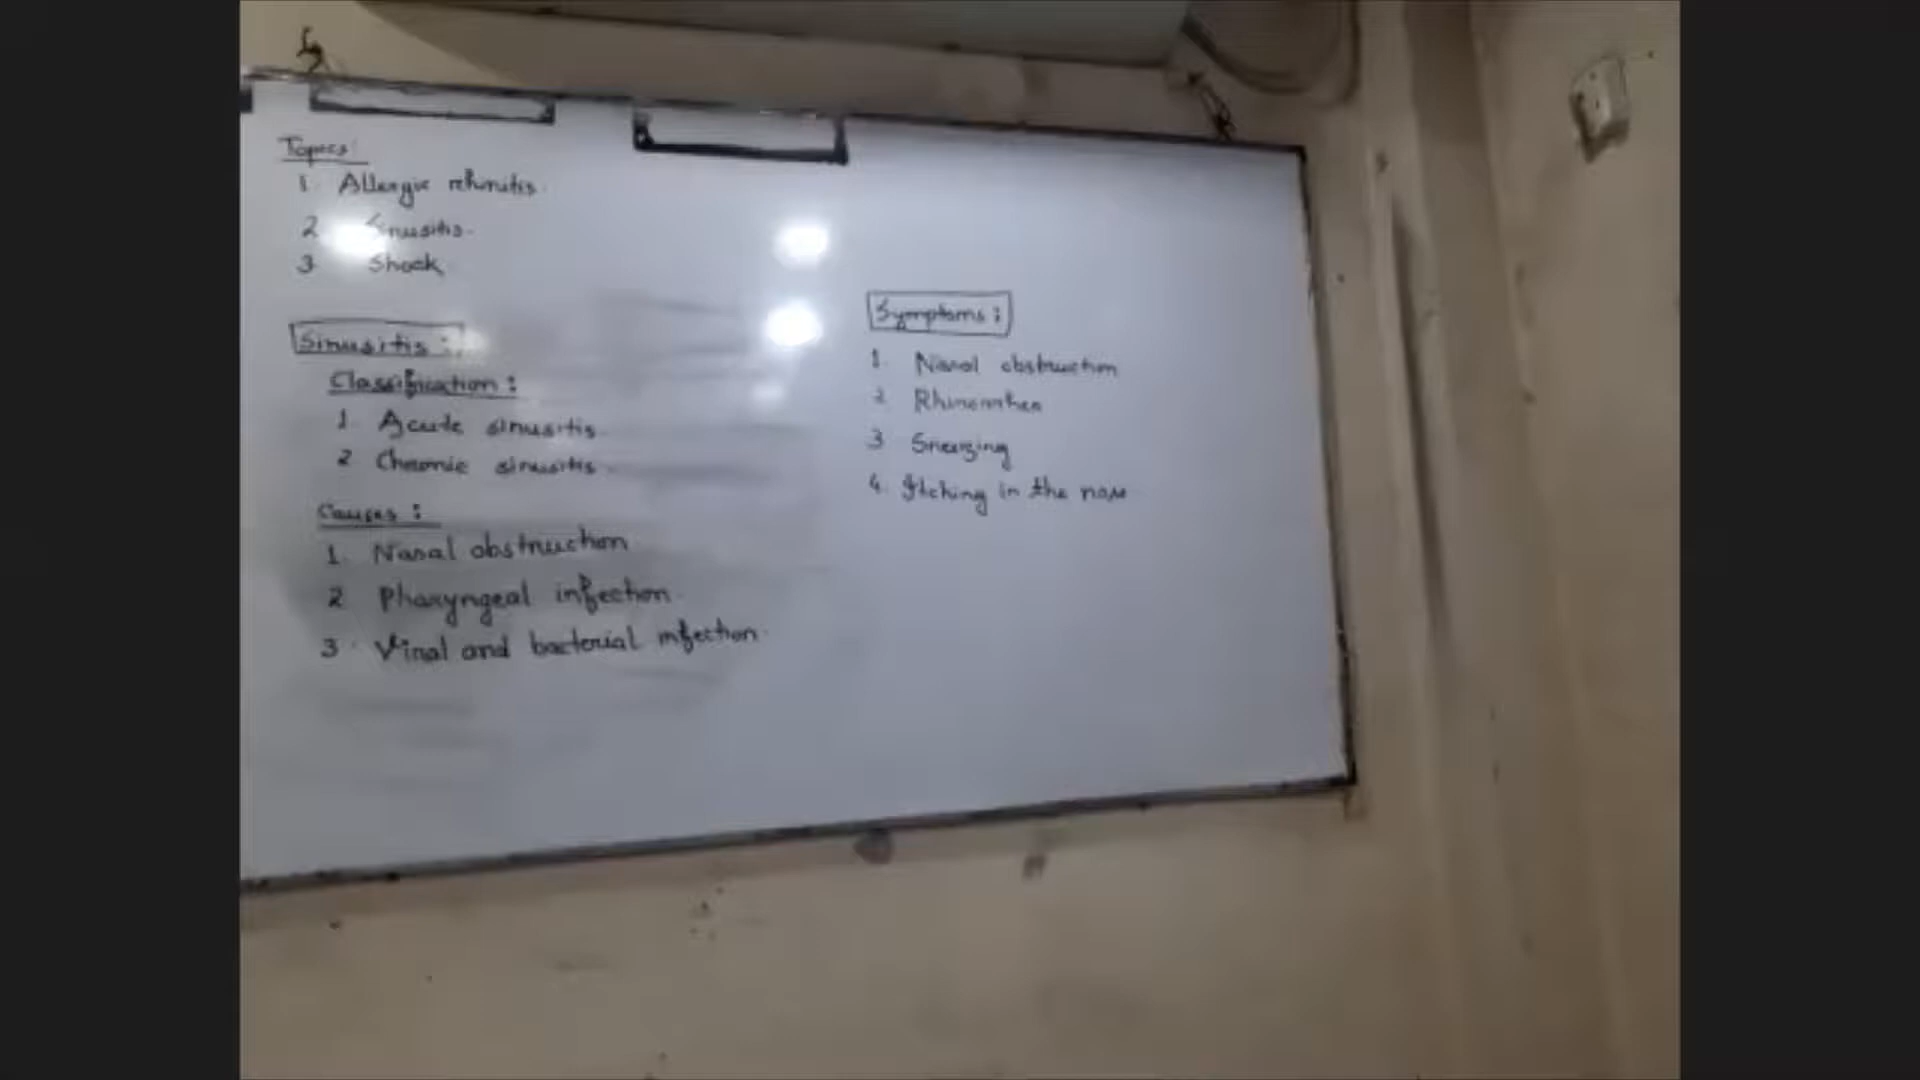 Topics:
1. Allergic rhinitis.
2 Sinusitis.
3 Shock
Sinusitis :
Classification :
1. Acute sinusitis.
2 Chronic sinusitis.
Causes :
1. Nasal obstruction
2 Pharyngeal infection.
3. Viral and bacterial infection.
Symptoms :
1. Nasal obstruction
2 Rhinorrhea
3 Sneezing
4. Itching in the nose